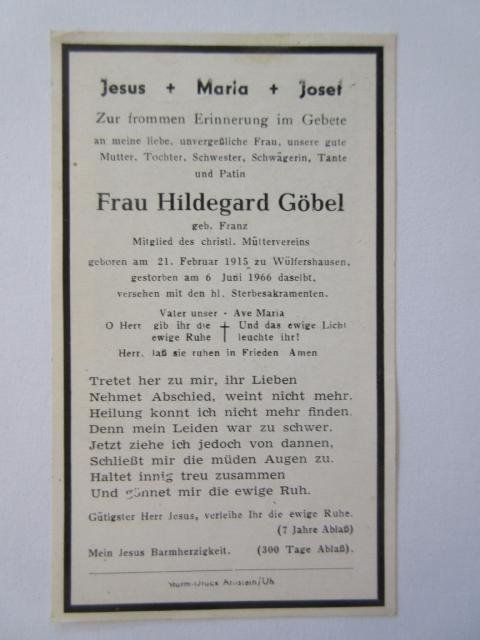 Jesus + Maria + Josef
Zur frommen Erinnerung im Gebete
an meine liebe, unvergeßliche Frau, unsere gute
Mutter, Tochter, Schwester, Schwägerin, Tante
und Patin
Frau Hildegard Göbel
geb. Franz
Mitglied des christl. Müttervereins
geboren am 21. Februar 1915 zu Wülfershausen,
gestorben am 6 Juni 1966 daselbt,
versehen mit den hl. Sterbesakramenten.
Vater unser - Ave Maria
O Herr gib ihr die † Und das ewige Licht
ewige Ruhe leuchte ihr!
Herr, laß sie ruhen in Frieden Amen
Tretet her zu mir, ihr Lieben
Nehmet Abschied, weint nicht mehr.
Heilung konnt ich nicht mehr finden.
Denn mein Leiden war zu schwer.
Jetzt ziehe ich jedoch von dannen,
Schließt mir die müden Augen zu.
Haltet innig treu zusammen
Und gönnet mir die ewige Ruh.
Gütigster Herr Jesus, verleihe Ihr die ewige Ruhe.
(7 Jahre Ablaß)
Mein Jesus Barmherzigkeit. (300 Tage Ablaß).
Druck Arnstein/Ufr.